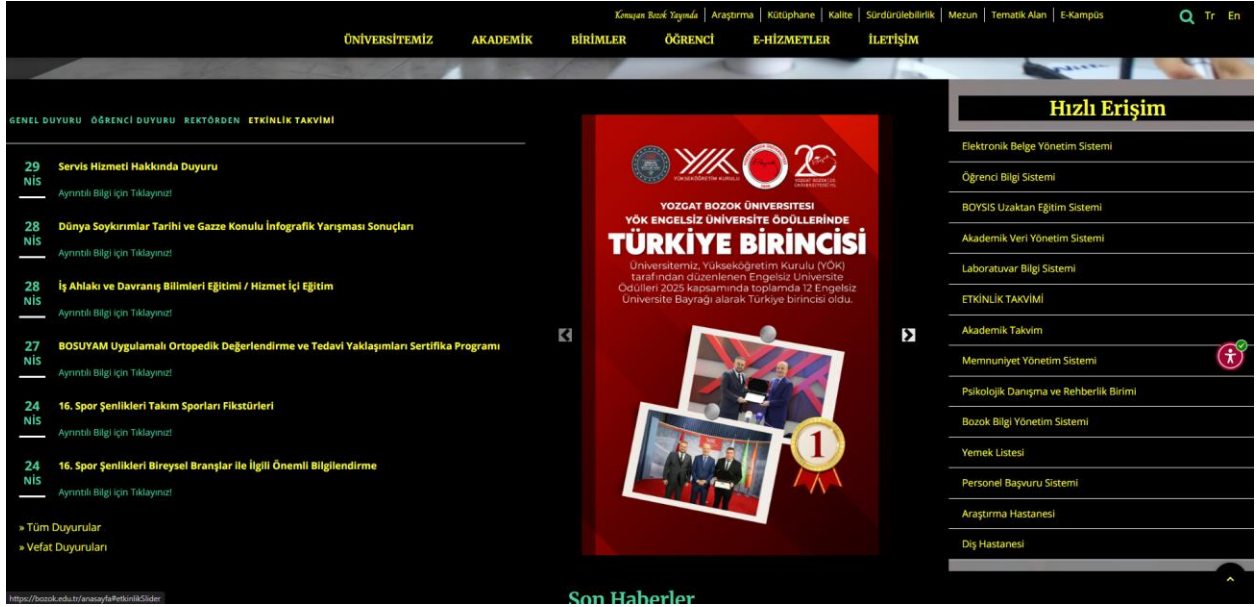 Konuşan Bozok Yayında Araştırma Kütüphane Kalite Sürdürülebilirlik Mezun Tematik Alan E-Kampüs Tr En
ÜNİVERSİTEMİZ AKADEMİK BİRİMLER ÖĞRENCİ E-HİZMETLER İLETİŞİM
GENEL DUYURU ÖĞRENCİ DUYURU REKTÖRDEN ETKİNLİK TAKVİMİ
29 NİS
Servis Hizmeti Hakkında Duyuru
Ayrıntılı Bilgi için Tıklayınız!
28 NİS
Dünya Soykırımlar Tarihi ve Gazze Konulu İnfografik Yarışması Sonuçları
Ayrıntılı Bilgi için Tıklayınız!
28 NİS
İş Ahlakı ve Davranış Bilimleri Eğitimi / Hizmet İçi Eğitim
Ayrıntılı Bilgi için Tıklayınız!
27 NİS
BOSUYAM Uygulamalı Ortopedik Değerlendirme ve Tedavi Yaklaşımları Sertifika Programı
Ayrıntılı Bilgi için Tıklayınız!
24 NİS
16. Spor Şenlikleri Takım Sporları Fikstürleri
Ayrıntılı Bilgi için Tıklayınız!
24 NİS
16. Spor Şenlikleri Bireysel Branşlar ile İlgili Önemli Bilgilendirme
Ayrıntılı Bilgi için Tıklayınız!
» Tüm Duyurular
» Vefat Duyuruları
YÜKSEKÖĞRETİM KURULU
YOZGAT BOZOK ÜNIVERSITESI
YÖK ENGELSİZ ÜNİVERSİTE ÖDÜLLERİNDE
TÜRKİYE BİRİNCİSİ
Üniversitemiz, Yükseköğretim Kurulu (YÖK)
tarafından düzenlenen Engelsiz Universite
Ödülleri 2025 kapsamında toplamda 12 Engelsiz
Üniversite Bayrağı alarak Türkiye birincisi oldu.
1
Hızlı Erişim
Elektronik Belge Yönetim Sistemi
Öğrenci Bilgi Sistemi
BOYSIS Uzaktan Eğitim Sistemi
Akademik Veri Yönetim Sistemi
Laboratuvar Bilgi Sistemi
ETKİNLİK TAKVİMİ
Akademik Takvim
Memnuniyet Yönetim Sistemi
Psikolojik Danışma ve Rehberlik Birimi
Bozok Bilgi Yönetim Sistemi
Yemek Listesi
Personel Başvuru Sistemi
Araştırma Hastanesi
Diş Hastanesi
Son Haberler
https://bozok.edu.tr/anasayfa#etkinlikSlider